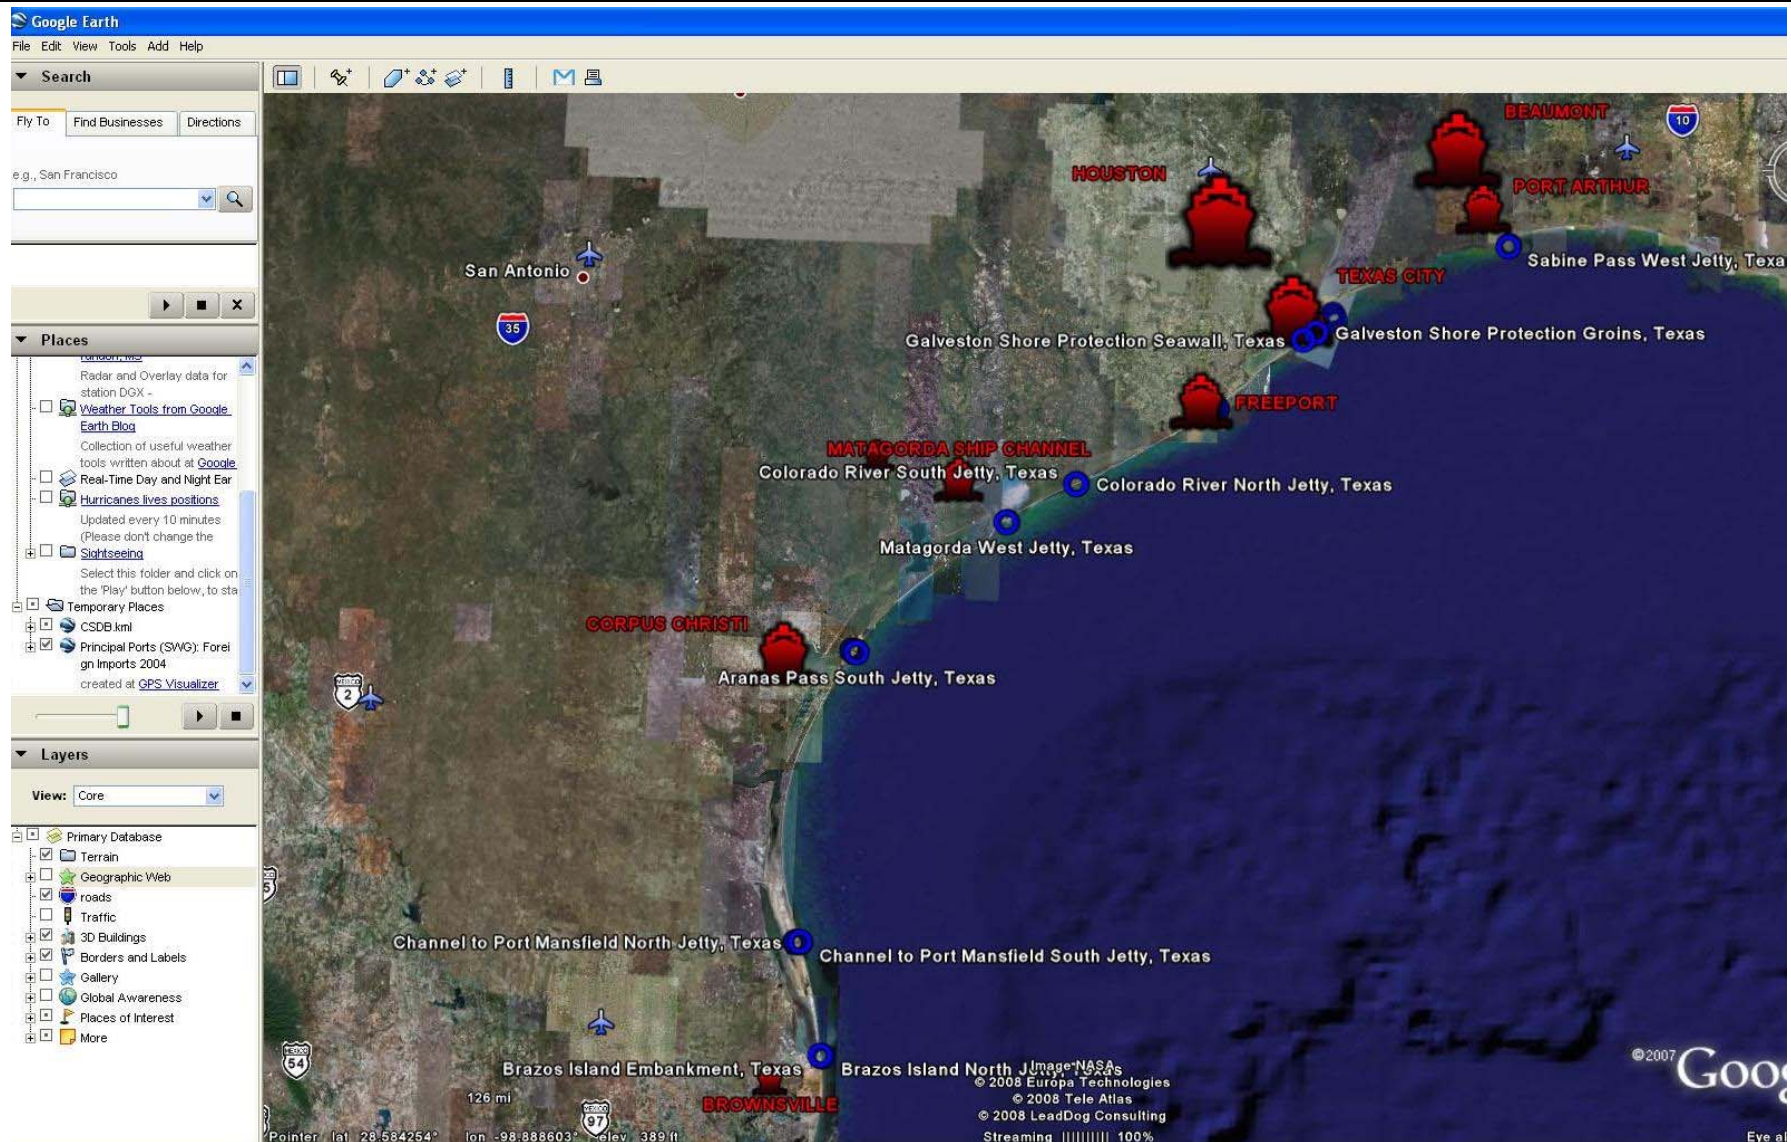 Google Earth
File Edit View Tools Add Help
Search
Fly To Find Businesses Directions
e.g., San Francisco
Places
Radar and Overlay data for
station DGX -
Weather Tools from Google
Earth Blog
Collection of useful weather
tools written about at Google
Real-Time Day and Night Ear
Hurricanes lives positions
Updated every 10 minutes
(Please don't change the
Sightseeing
Select this folder and click on
the 'Play' button below, to sta
Temporary Places
CSDB.kml
Principal Ports (SWG): Forei
gn Imports 2004
created at GPS Visualizer
Layers
View: Core
Primary Database
Terrain
Geographic Web
roads
Traffic
3D Buildings
Borders and Labels
Gallery
Global Awareness
Places of Interest
More
BEAUMONT
10
HOUSTON
PORT ARTHUR
Sabine Pass West Jetty, Texa
San Antonio
TEXAS CITY
35
Galveston Shore Protection Seawall, Texas
Galveston Shore Protection Groins, Texas
FREEPORT
MATAGORDA SHIP CHANNEL
Colorado River South Jetty, Texas
Colorado River North Jetty, Texas
Matagorda West Jetty, Texas
CORPUS CHRISTI
Aranas Pass South Jetty, Texas
MEXICO
2
Channel to Port Mansfield North Jetty, Texas
Channel to Port Mansfield South Jetty, Texas
MEXICO
54
Brazos Island Embankment, Texas
Brazos Island North Jetty, Texas
BROWNSVILLE
126 mi
MEXICO
97
Image NASA
© 2008 Europa Technologies
© 2008 Tele Atlas
© 2008 LeadDog Consulting
©2007 Goog
Pointer lat 28.584254° lon -98.888603° elev 389 ft
Streaming |||||||||| 100%
Eye al